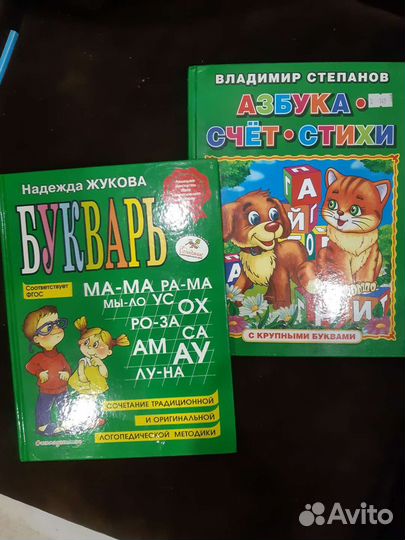 ВЛАДИМИР СТЕПАНОВ
АЗБУКА •
СЧЁТ • СТИХИ
С КРУПНЫМИ БУКВАМИ
Надежда ЖУКОВА
БУКВАРЬ
Соответствует
ФГОС
МА-МА РА-МА
МЫ-ЛО УС ОХ
РО-ЗА СА
АМ АУ
ЛУ-НА
СОЧЕТАНИЕ ТРАДИЦИОННОЙ
И ОРИГИНАЛЬНОЙ
ЛОГОПЕДИЧЕСКОЙ МЕТОДИКИ
Avito